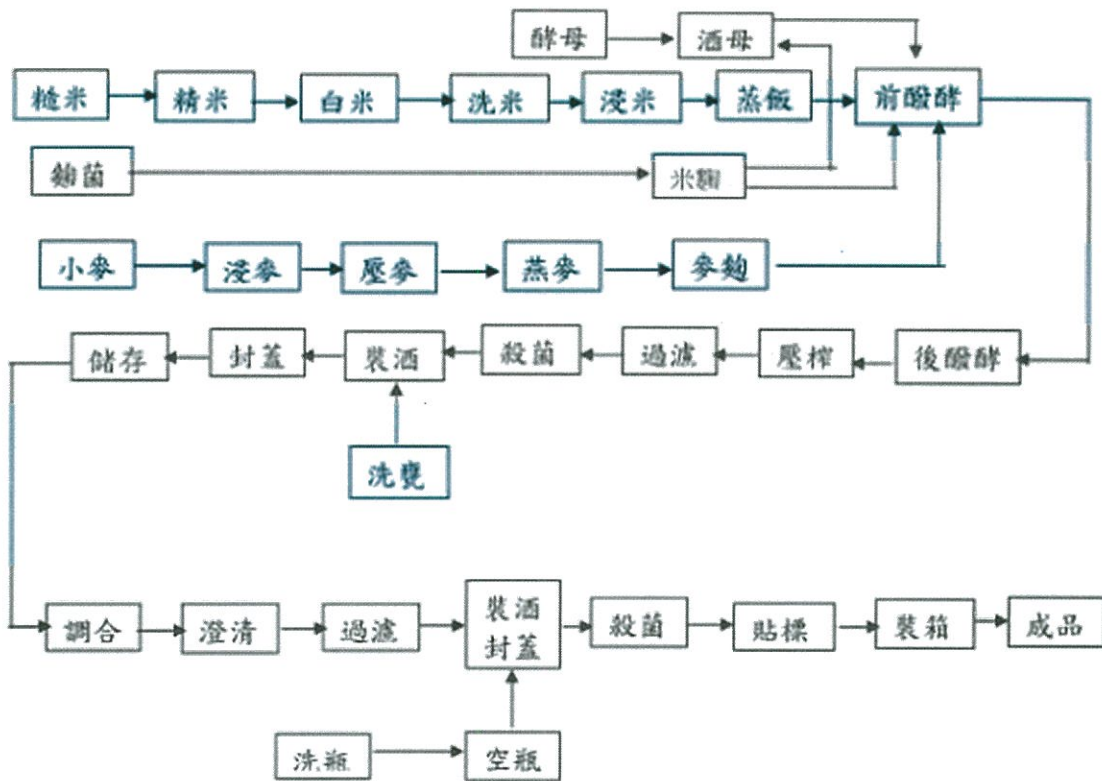 酵母
酒母
糙米
精米
白米
洗米
浸米
蒸飯
前醱酵
麴菌
米麴
小麥
浸麥
壓麥
蒸麥
麥麴
儲存
封蓋
裝酒
殺菌
過濾
壓榨
後醱酵
洗甕
調合
澄清
過濾
裝酒
封蓋
殺菌
貼標
裝箱
成品
洗瓶
空瓶